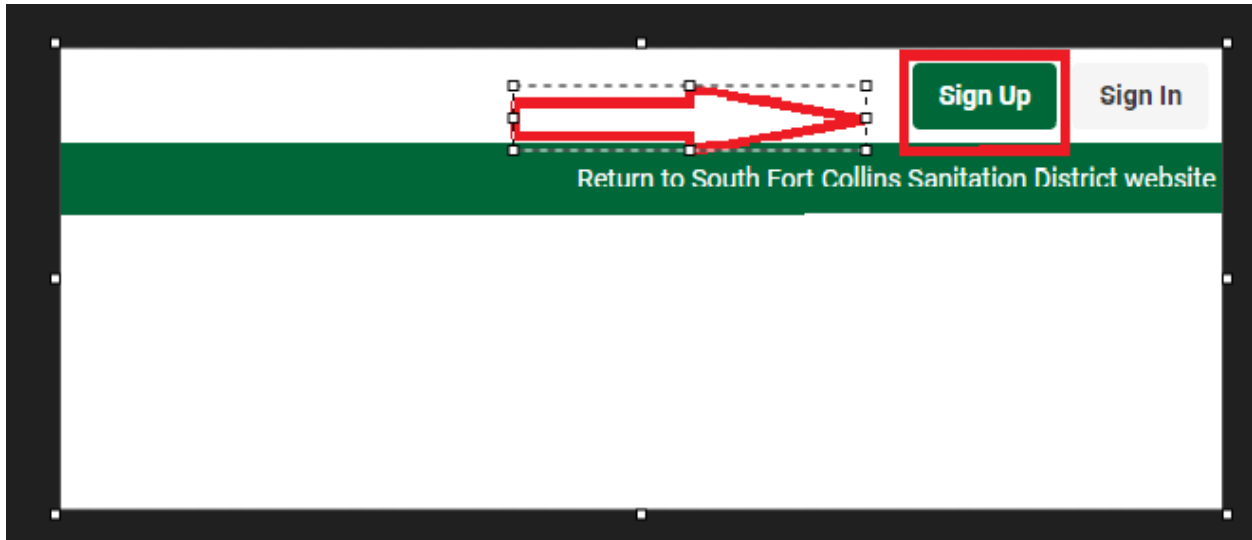 Sign Up Sign In
Return to South Fort Collins Sanitation District website